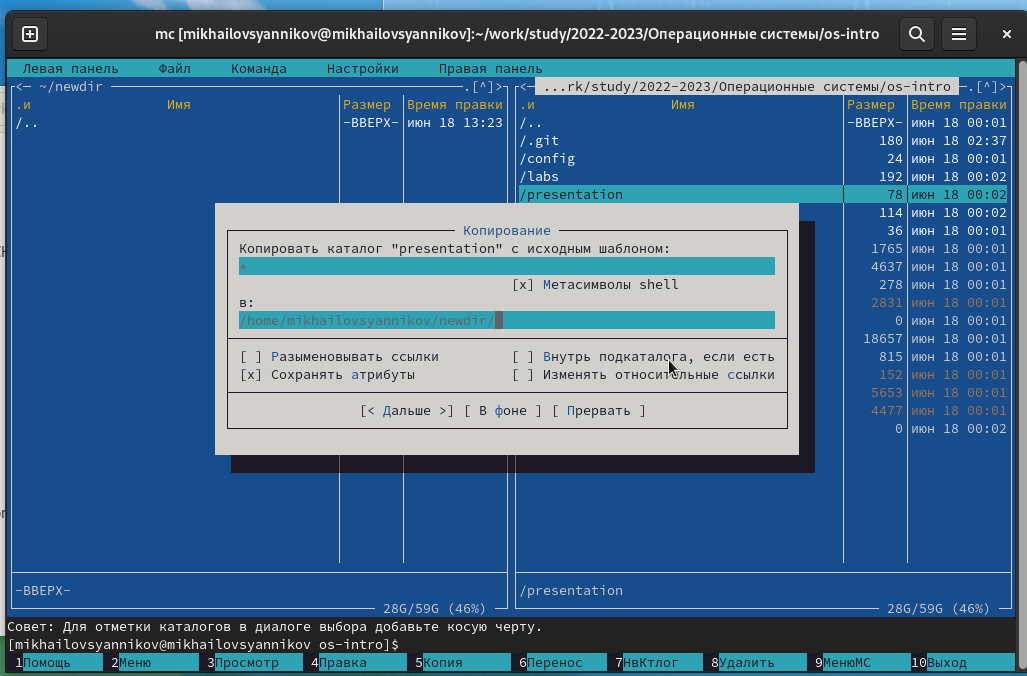 mc [mikhailovsyannikov@mikhailovsyannikov]:~/work/study/2022-2023/Операционные системы/os-intro
Левая панель Файл Команда Настройки Правая панель
<— ~/newdir .[^]> <— ...rk/study/2022-2023/Операционные системы/os-intro .[^]>
.и Имя Размер Время правки .и Имя Размер Время правки
/.. -ВВЕРХ- июн 18 13:23 /.. -ВВЕРХ- июн 18 00:01
/.git 180 июн 18 02:37
/config 24 июн 18 00:01
/labs 192 июн 18 00:02
/presentation 78 июн 18 00:02
114 июн 18 00:02
Копирование 36 июн 18 00:01
Копировать каталог "presentation" с исходным шаблоном: 1765 июн 18 00:01
* 4637 июн 18 00:01
[x] Метасимволы shell 278 июн 18 00:01
в: 2831 июн 18 00:01
/home/mikhailovsyannikov/newdir/ 0 июн 18 00:01
18657 июн 18 00:01
[ ] Разыменовывать ссылки [ ] Внутрь подкаталога, если есть 815 июн 18 00:01
[x] Сохранять атрибуты [ ] Изменять относительные ссылки 152 июн 18 00:01
5653 июн 18 00:01
[< Дальше >] [ В фоне ] [ Прервать ] 4477 июн 18 00:01
0 июн 18 00:02
-ВВЕРХ- /presentation
28G/59G (46%) 28G/59G (46%)
Совет: Для отметки каталогов в диалоге выбора добавьте косую черту.
[mikhailovsyannikov@mikhailovsyannikov os-intro]$
1Помощь 2Меню 3Просмотр 4Правка 5Копия 6Перенос 7НвКтлог 8Удалить 9МенюМС 10Выход